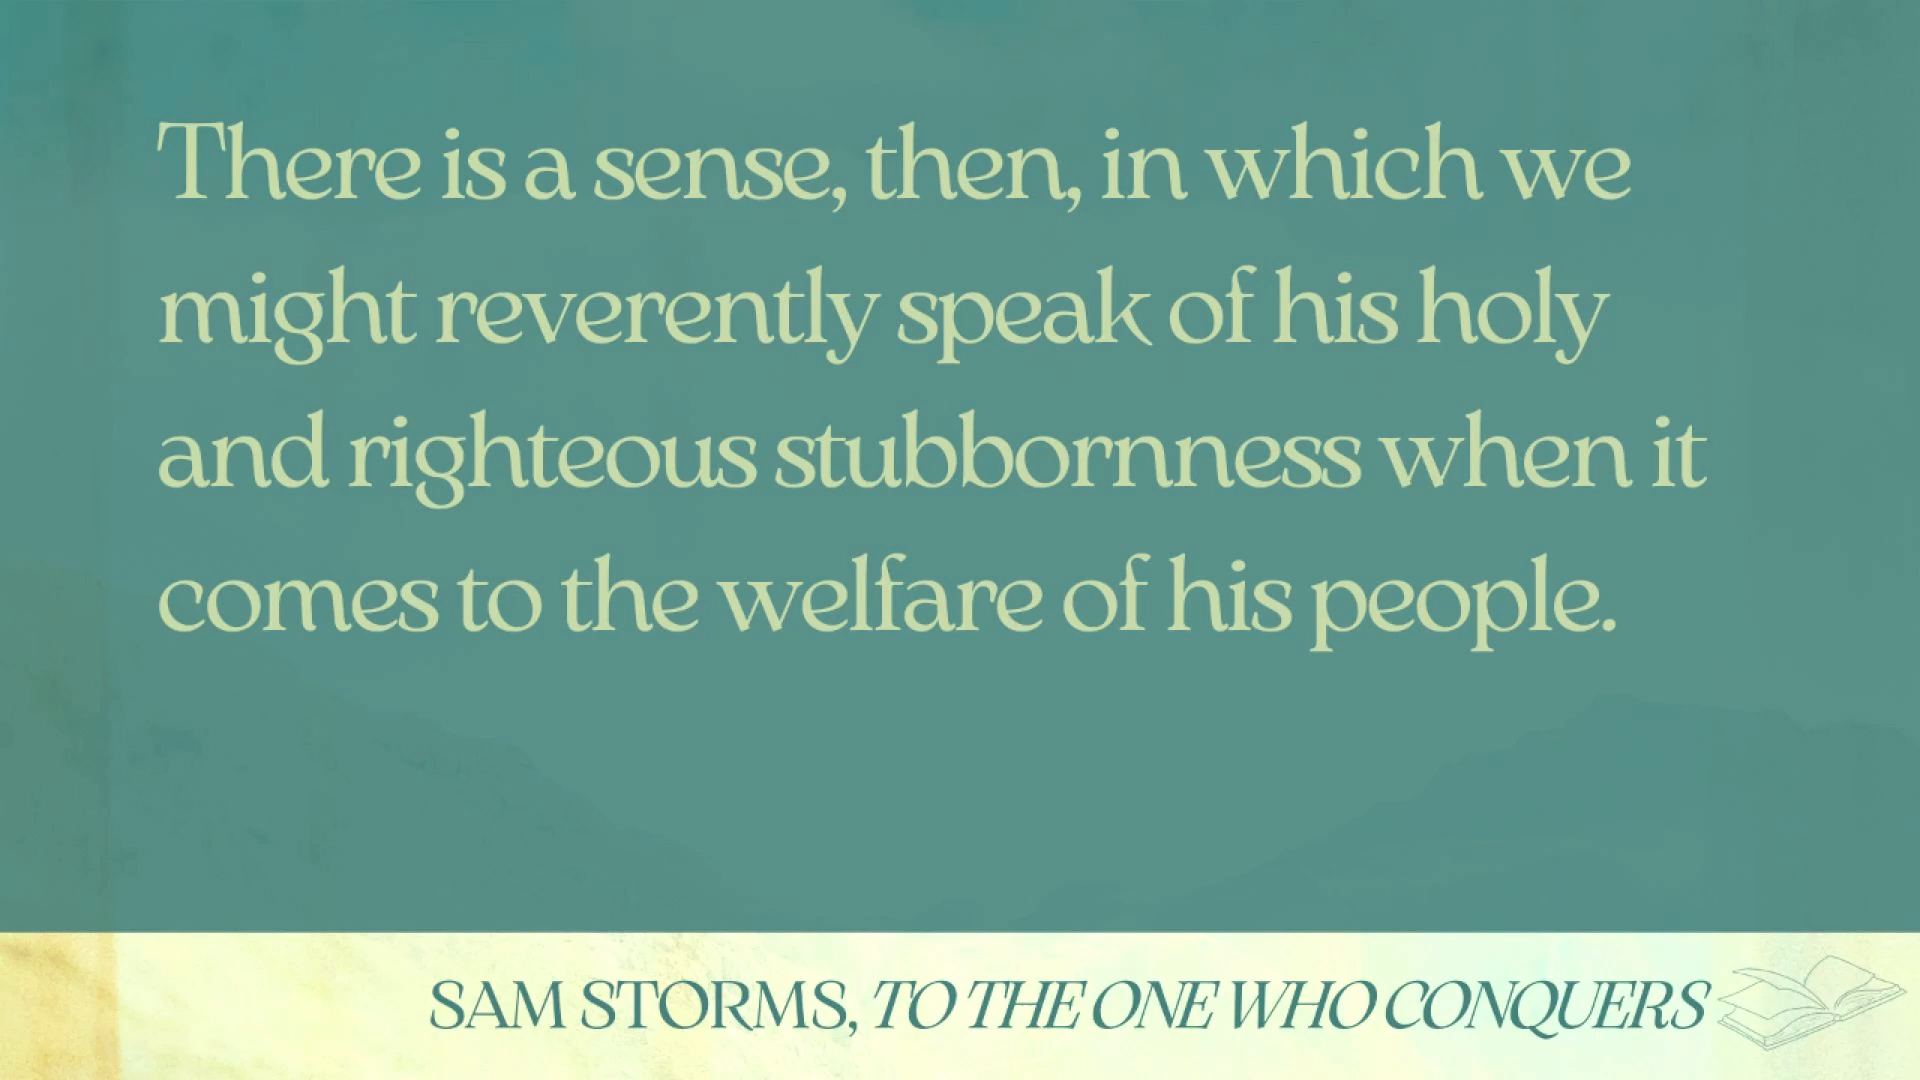 There is a sense, then, in which we
might reverently speak of his holy
and righteous stubbornness when it
comes to the welfare of his people.
SAM STORMS, TO THE ONE WHO CONQUERS